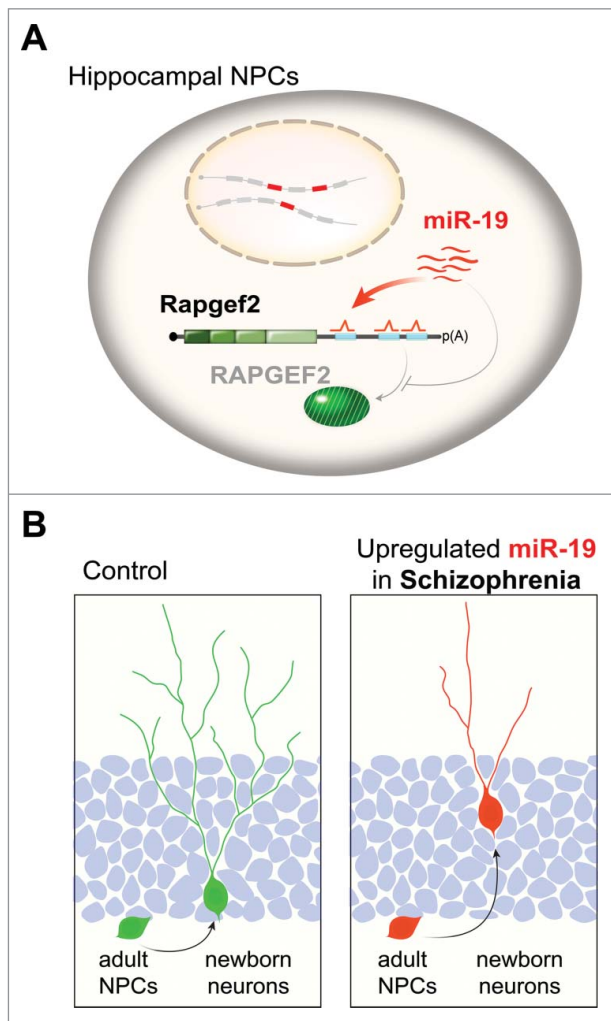 A
Hippocampal NPCs
miR-19
Rapgef2
p(A)
RAPGEF2
B
Control
Upregulated miR-19
in Schizophrenia
adult
NPCs
newborn
neurons
adult
NPCs
newborn
neurons